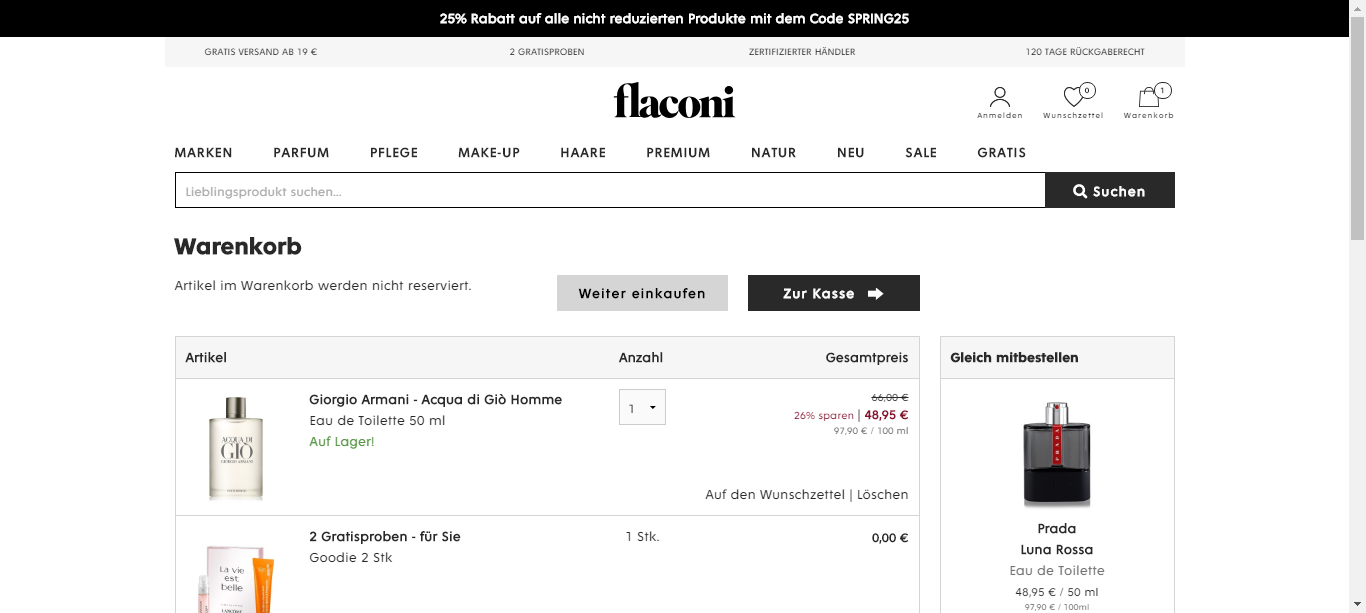 25% Rabatt auf alle nicht reduzierten Produkte mit dem Code SPRING25
GRATIS VERSAND AB 19 €
2 GRATISPROBEN
ZERTIFIZIERTER HÄNDLER
120 TAGE RÜCKGABERECHT
flaconi
Anmelden
0
Wunschzettel
1
Warenkorb
MARKEN PARFUM PFLEGE MAKE-UP HAARE PREMIUM NATUR NEU SALE GRATIS
Lieblingsprodukt suchen...
Suchen
Warenkorb
Artikel im Warenkorb werden nicht reserviert.
Weiter einkaufen
Zur Kasse
Artikel Anzahl Gesamtpreis
ACQUA DI
GIÒ
GIORGIO ARMANI
Giorgio Armani - Acqua di Giò Homme
Eau de Toilette 50 ml
Auf Lager!
1
66,00 €
26% sparen | 48,95 €
97,90 € / 100 ml
Auf den Wunschzettel | Löschen
La vie
est
belle
LANCÔME
2 Gratisproben - für Sie
Goodie 2 Stk
1 Stk.
0,00 €
Gleich mitbestellen
PRADA
Prada
Luna Rossa
Eau de Toilette
48,95 € / 50 ml
97,90 € / 100ml